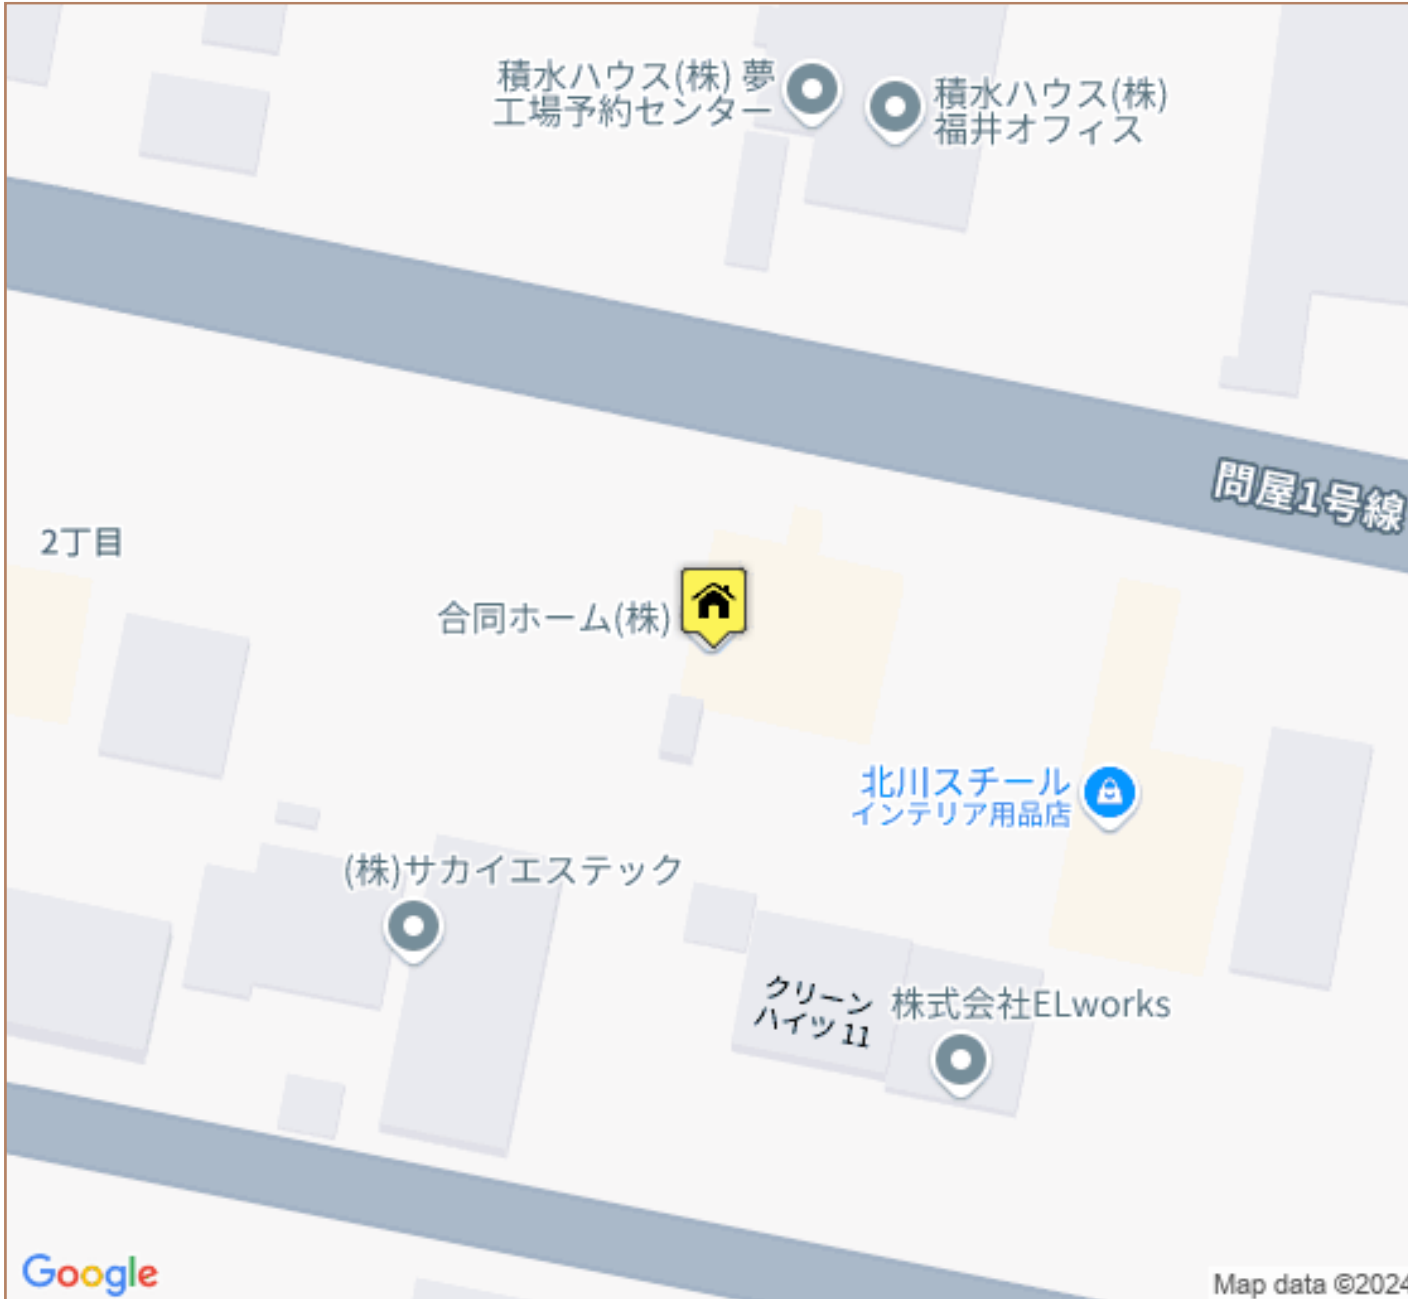 積水ハウス(株) 夢
工場予約センター
積水ハウス(株)
福井オフィス
問屋1号線
2丁目
合同ホーム(株)
北川スチール
インテリア用品店
(株)サカイエステック
クリーン
ハイツ 11
株式会社ELworks
Google
Map data ©2024